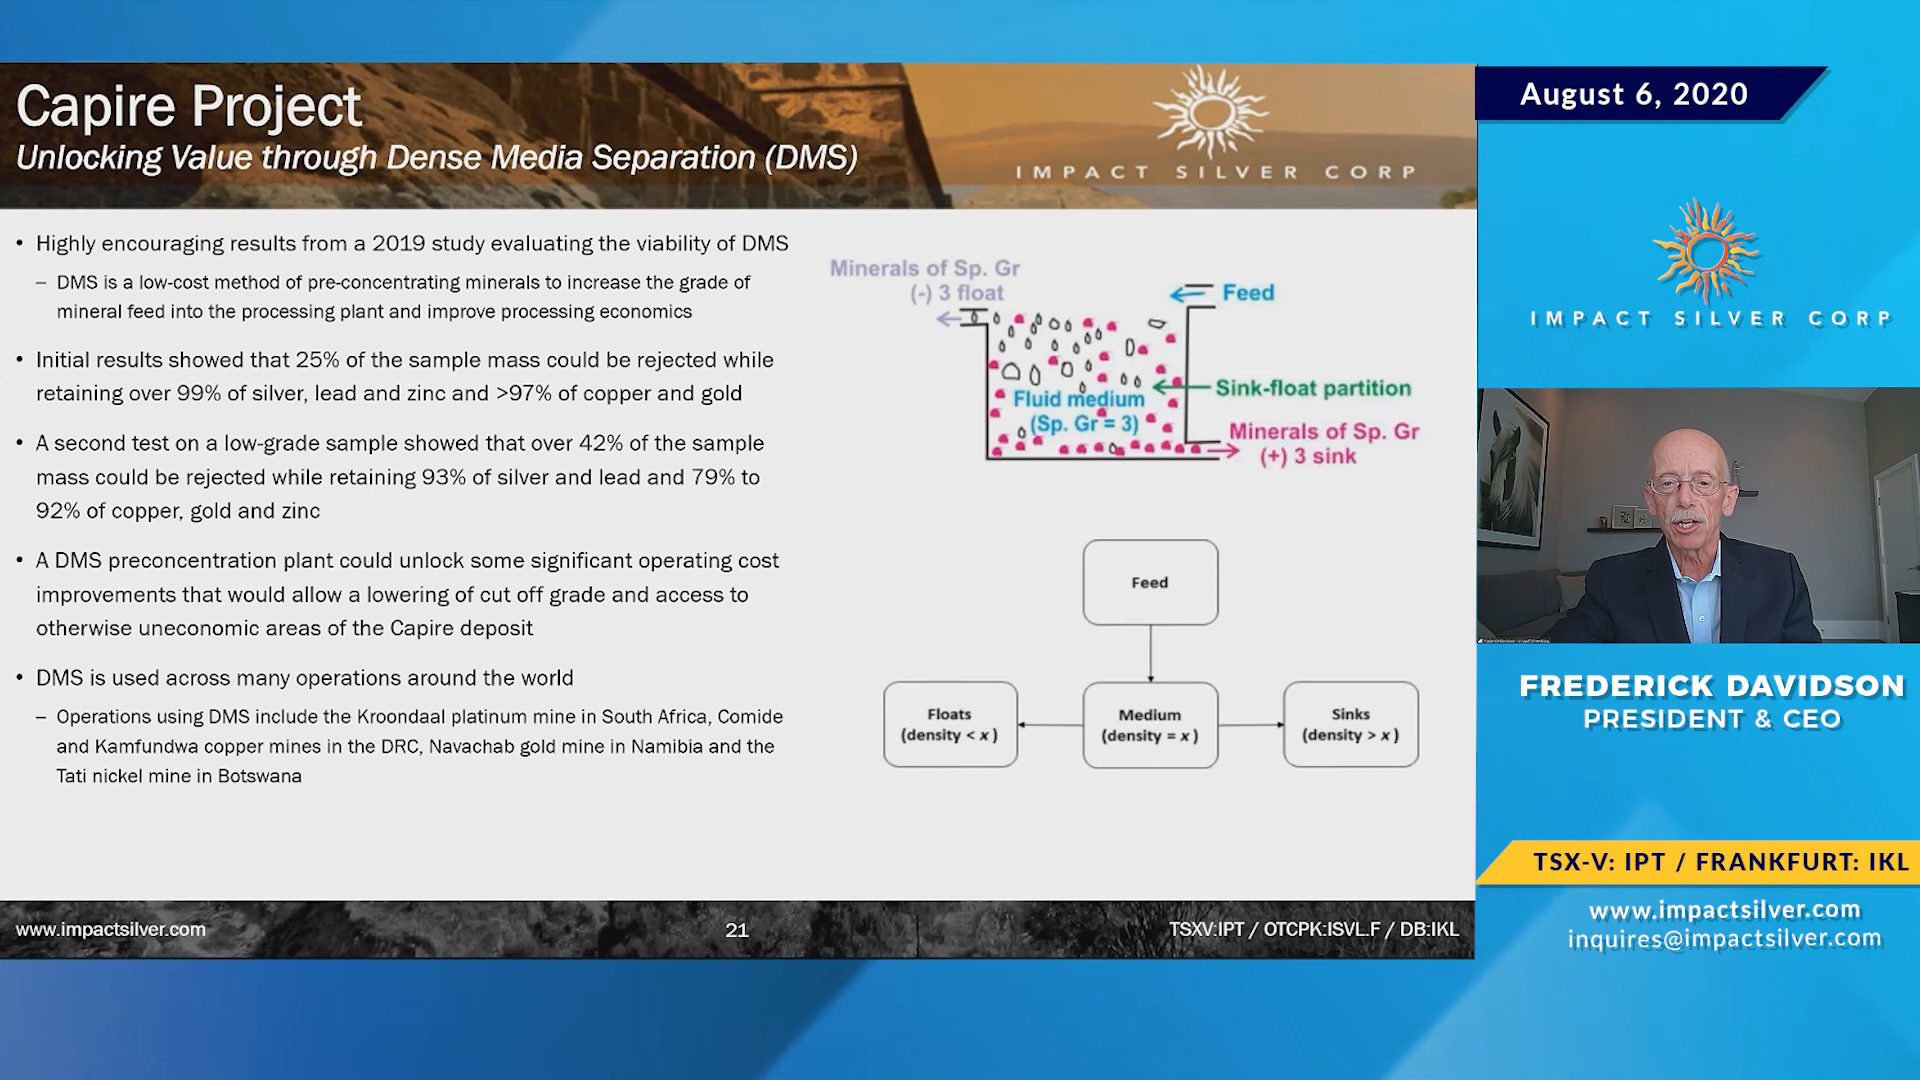 Capire Project
Unlocking Value through Dense Media Separation (DMS)
IMPACT SILVER CORP
• Highly encouraging results from a 2019 study evaluating the viability of DMS
– DMS is a low-cost method of pre-concentrating minerals to increase the grade of
mineral feed into the processing plant and improve processing economics
• Initial results showed that 25% of the sample mass could be rejected while
retaining over 99% of silver, lead and zinc and >97% of copper and gold
• A second test on a low-grade sample showed that over 42% of the sample
mass could be rejected while retaining 93% of silver and lead and 79% to
92% of copper, gold and zinc
• A DMS preconcentration plant could unlock some significant operating cost
improvements that would allow a lowering of cut off grade and access to
otherwise uneconomic areas of the Capire deposit
• DMS is used across many operations around the world
– Operations using DMS include the Kroondaal platinum mine in South Africa, Comide
and Kamfundwa copper mines in the DRC, Navachab gold mine in Namibia and the
Tati nickel mine in Botswana
Minerals of Sp. Gr
(-) 3 float
Feed
Sink-float partition
Fluid medium
(Sp. Gr = 3)
Minerals of Sp. Gr
(+) 3 sink
Feed
Floats
(density < x)
Medium
(density = x)
Sinks
(density > x)
www.impactsilver.com
21
TSXV:IPT / OTCPK:ISVL.F / DB:IKL
August 6, 2020
IMPACT SILVER CORP
FREDERICK DAVIDSON
PRESIDENT & CEO
TSX-V: IPT / FRANKFURT: IKL
www.impactsilver.com
inquires@impactsilver.com